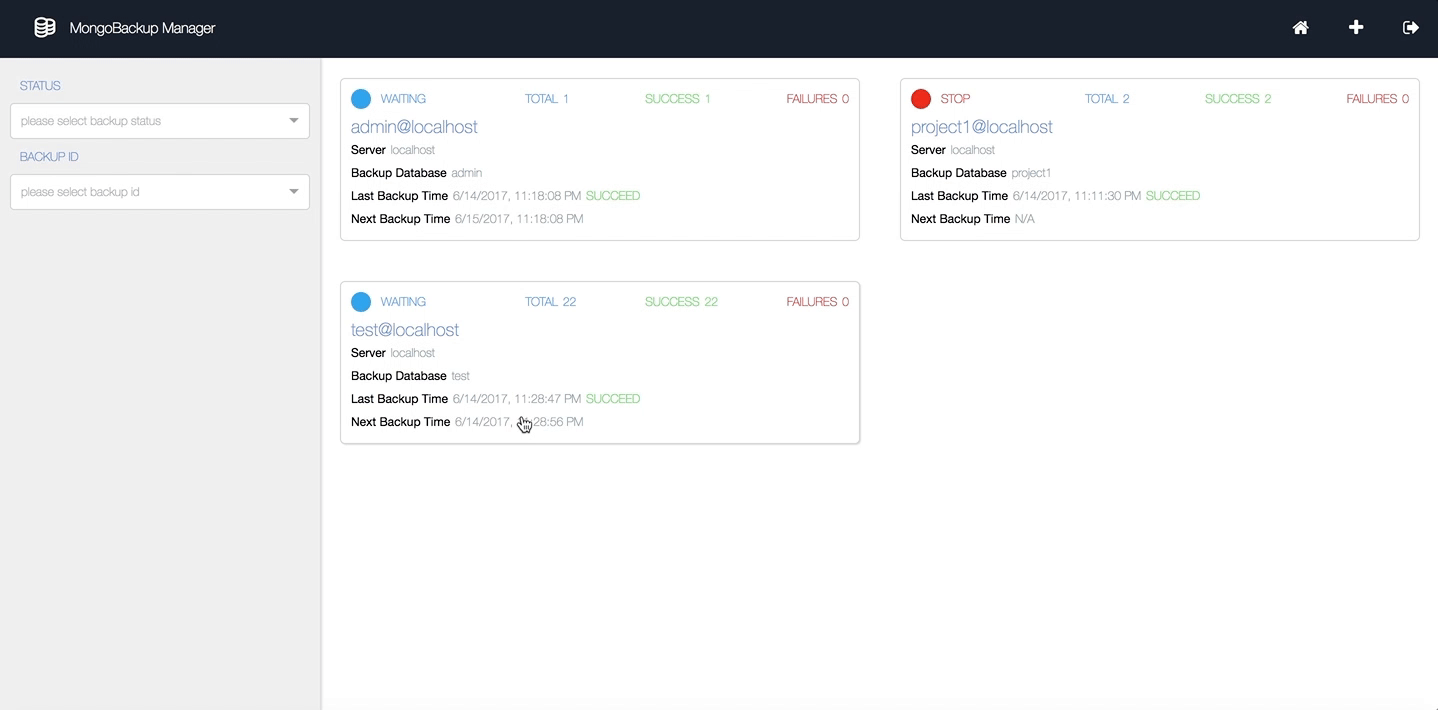 MongoBackup Manager
STATUS
please select backup status
BACKUP ID
please select backup id
WAITING TOTAL 1 SUCCESS 1 FAILURES 0
admin@localhost
Server localhost
Backup Database admin
Last Backup Time 6/14/2017, 11:18:08 PM SUCCEED
Next Backup Time 6/15/2017, 11:18:08 PM
STOP TOTAL 2 SUCCESS 2 FAILURES 0
project1@localhost
Server localhost
Backup Database project1
Last Backup Time 6/14/2017, 11:11:30 PM SUCCEED
Next Backup Time N/A
WAITING TOTAL 22 SUCCESS 22 FAILURES 0
test@localhost
Server localhost
Backup Database test
Last Backup Time 6/14/2017, 11:28:47 PM SUCCEED
Next Backup Time 6/14/2017, :28:56 PM